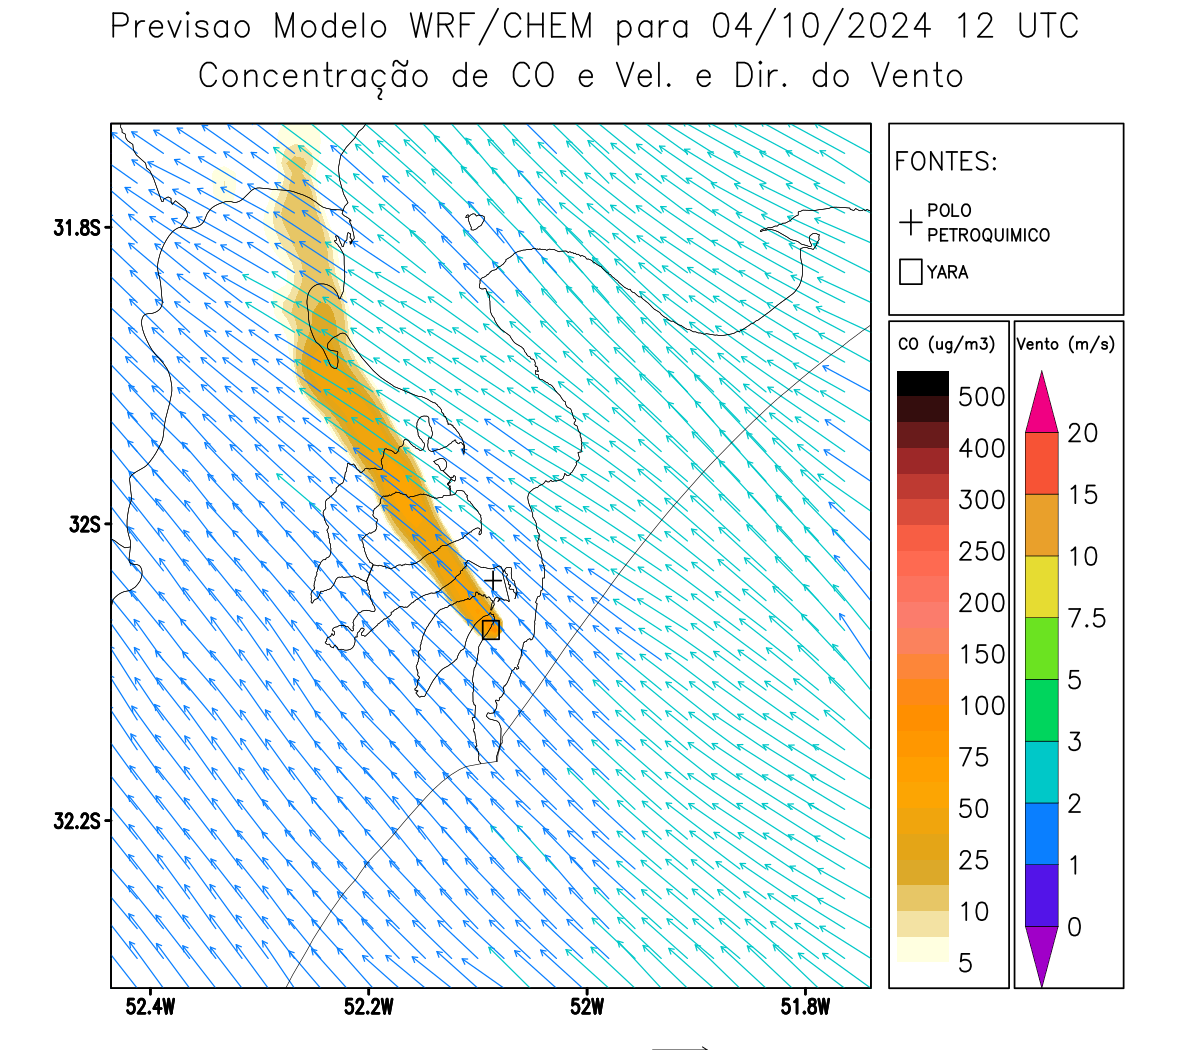 Previsao Modelo WRF/CHEM para 04/10/2024 12 UTC
Concentração de CO e Vel. e Dir. do Vento
31.8S
32S
32.2S
52.4W
52.2W
52W
51.8W
FONTES:
POLO
PETROQUIMICO
YARA
CO (ug/m3)
500
400
300
250
200
150
100
75
50
25
10
5
Vento (m/s)
20
15
10
7.5
5
3
2
1
0